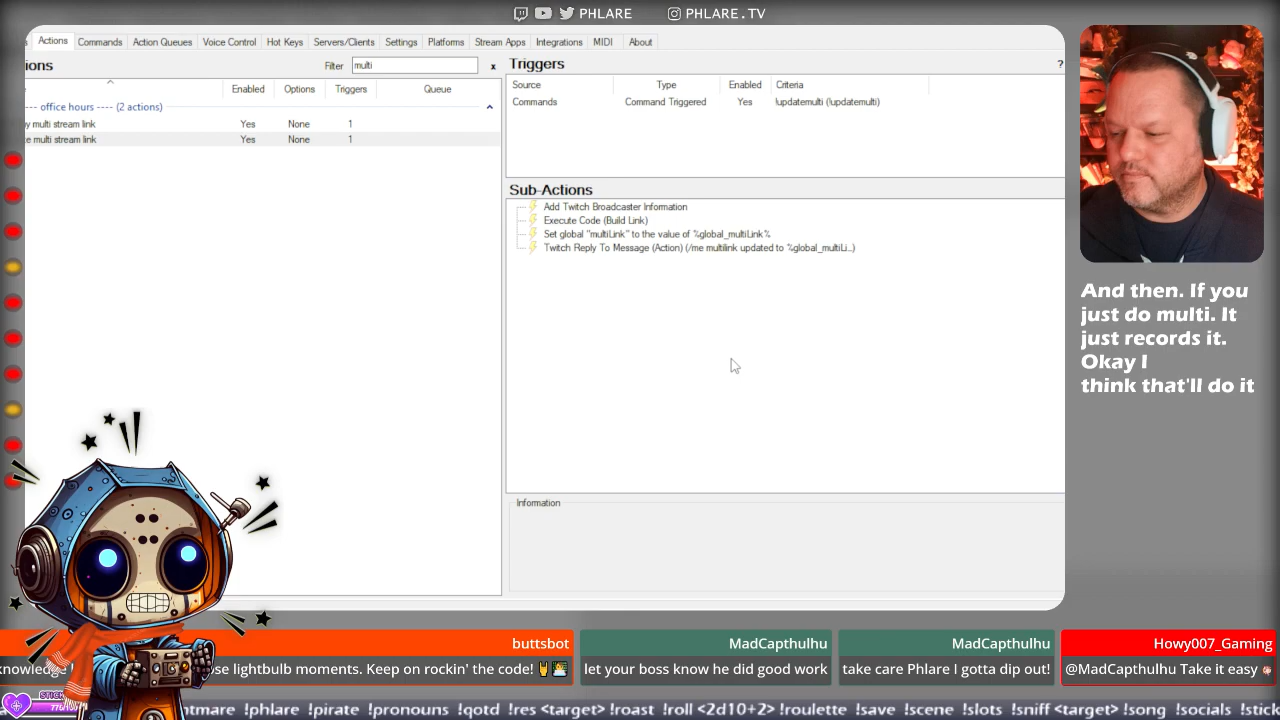 PHLARE PHLARE.TV
s Actions Commands Action Queues Voice Control Hot Keys Servers/Clients Settings Platforms Stream Apps Integrations MIDI About
ions Filter multi x
Enabled Options Triggers Queue
---- office hours ---- (2 actions)
y multi stream link Yes None 1
te multi stream link Yes None 1
Triggers ?
Source Type Enabled Criteria
Commands Command Triggered Yes !updatemulti (!updatemulti)
Sub-Actions
Add Twitch Broadcaster Information
Execute Code (Build Link)
Set global "multiLink" to the value of %global_multiLink%
Twitch Reply To Message (Action) (/me multilink updated to %global_multiLi...)
Information
And then. If you
just do multi. It
just records it.
Okay I
think that'll do it
buttsbot
knowledge
ose lightbulb moments. Keep on rockin' the code!
MadCapthulhu
let your boss know he did good work
MadCapthulhu
take care Phlare I gotta dip out!
Howy007_Gaming
@MadCapthulhu Take it easy
ntmare !phlare !pirate !pronouns !qotd !res <target> !roast !roll <2d10+2> !roulette !save !scene !slots !sniff <target> !song !socials !stick